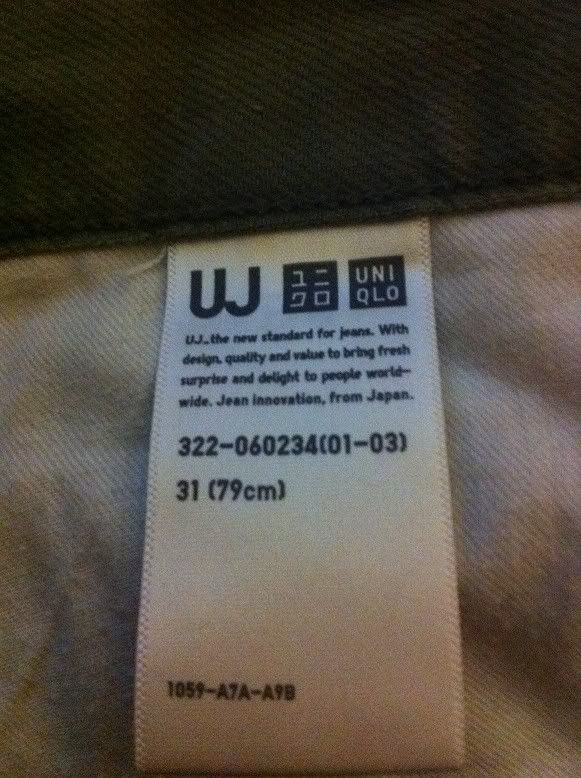 UJ ユニクロ UNIQLO
UJ...the new standard for jeans. With
design, quality and value to bring fresh
surprise and delight to people world-
wide. Jean innovation, from Japan.
322-060234(01-03)
31 (79cm)
1059-A7A-A9B